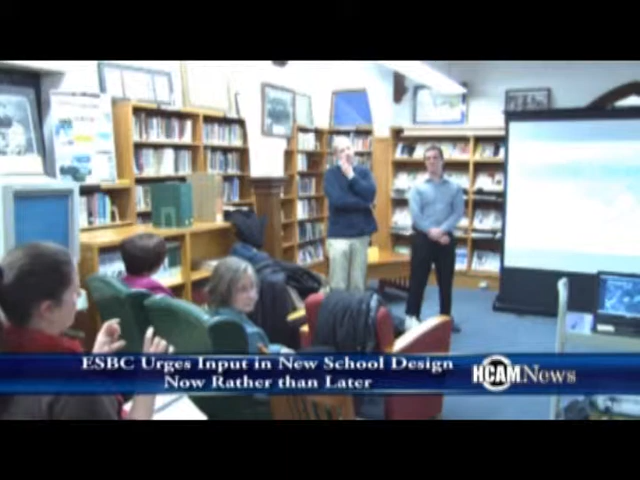 ESBC Urges Input in New School Design
Now Rather than Later
HCAM News